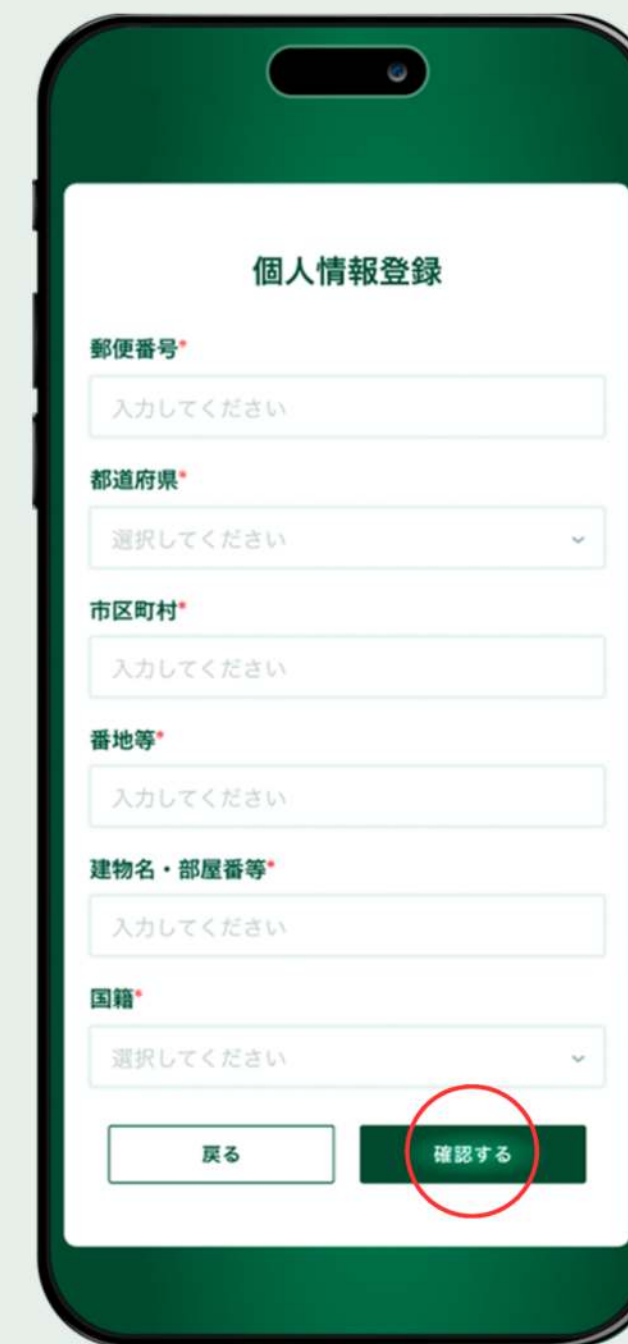 個人情報登録
郵便番号*
入力してください
都道府県*
選択してください
市区町村*
入力してください
番地等*
入力してください
建物名・部屋番等*
入力してください
国籍*
選択してください
戻る 確認する